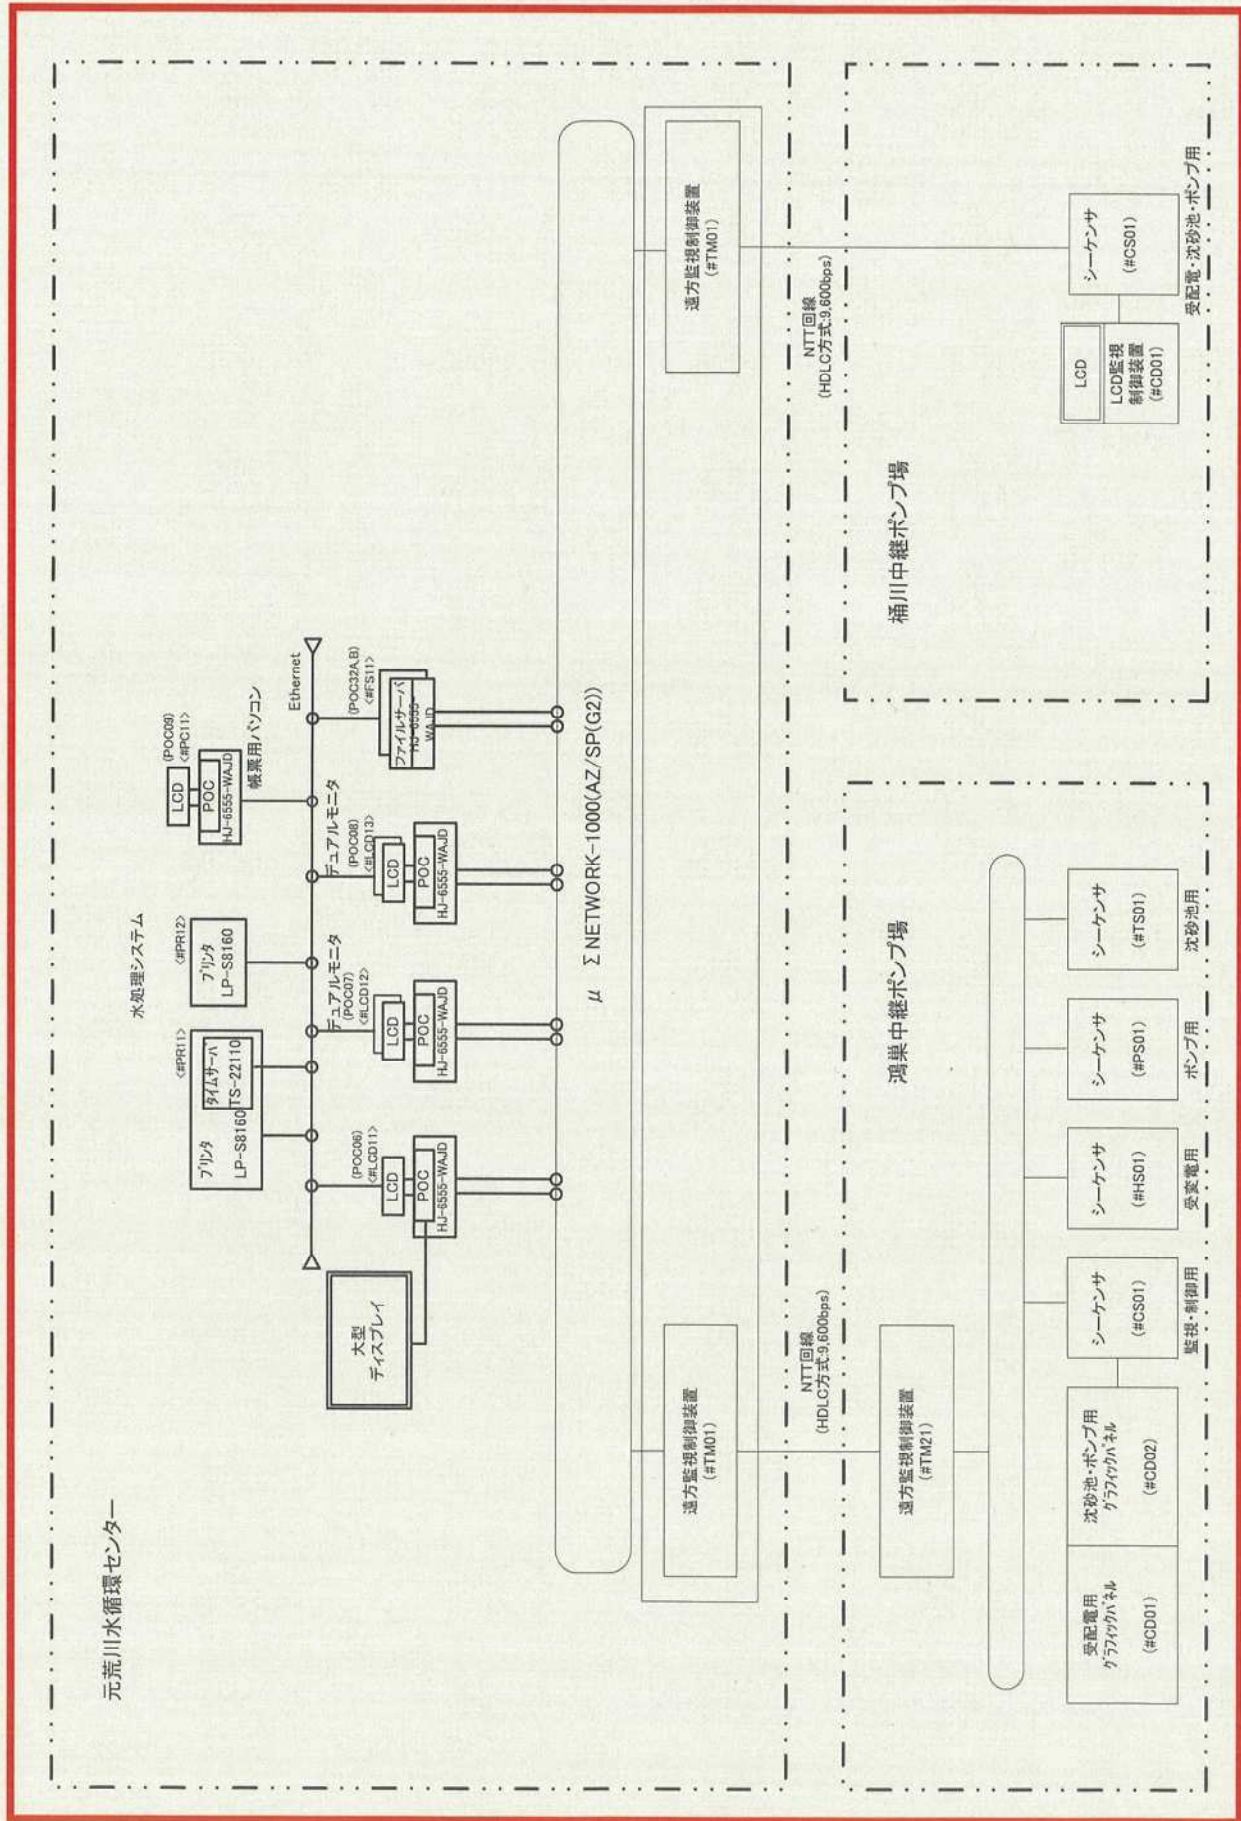 元荒川水循環センター
水処理システム
<#PR11>
プリンタ
LP-S8160
タイムサーバ
TS-22110
<#PR12>
プリンタ
LP-S8160
(POC09)
<#PC11>
LCD
POC
HJ-6555-WAJD
帳票用パソコン
Ethernet
大型
ディスプレイ
(POC06)
<#LCD11>
LCD
POC
HJ-6555-WAJD
デュアルモニタ
(POC07)
<#LCD12>
LCD
POC
HJ-6555-WAJD
デュアルモニタ
(POC08)
<#LCD13>
LCD
POC
HJ-6555-WAJD
(POC32A,B)
<#FS11>
ファイルサーバ
HJ-6555-
WAJD
μ ΣNETWORK-1000(AZ/SP(G2))
遠方監視制御装置
(#TM01)
遠方監視制御装置
(#TM01)
NTT回線
(HDLC方式:9,600bps)
NTT回線
(HDLC方式:9,600bps)
鴻巣中継ポンプ場
遠方監視制御装置
(#TM21)
受配電用
グラフィックパネル
(#CD01)
沈砂池・ポンプ用
グラフィックパネル
(#CD02)
シーケンサ
(#CS01)
監視・制御用
シーケンサ
(#HS01)
受変電用
シーケンサ
(#PS01)
ポンプ用
シーケンサ
(#TS01)
沈砂池用
桶川中継ポンプ場
LCD
LCD監視
制御装置
(#CD01)
シーケンサ
(#CS01)
受配電・沈砂池・ポンプ用